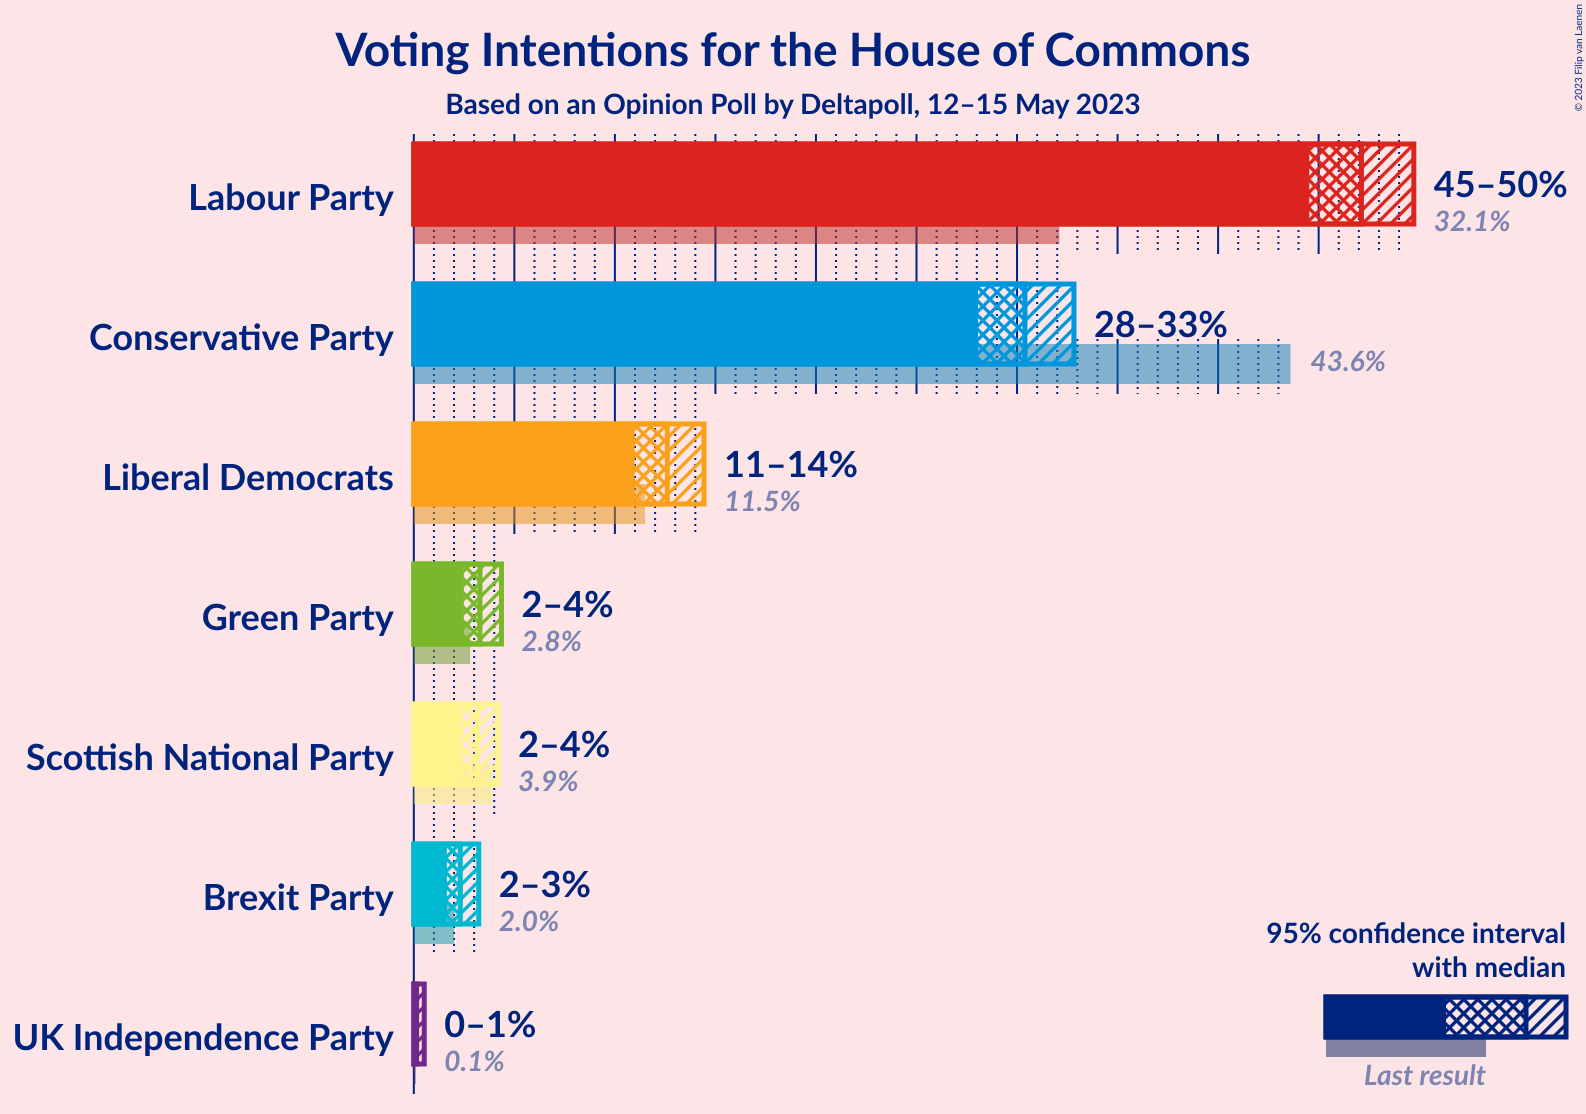 Voting Intentions for the House of Commons
Based on an Opinion Poll by Deltapoll, 12–15 May 2023
© 2023 Filip van Laenen
Labour Party
45–50%
32.1%
Conservative Party
28–33%
43.6%
Liberal Democrats
11–14%
11.5%
Green Party
2–4%
2.8%
Scottish National Party
2–4%
3.9%
Brexit Party
2–3%
2.0%
UK Independence Party
0–1%
0.1%
95% confidence interval
with median
Last result